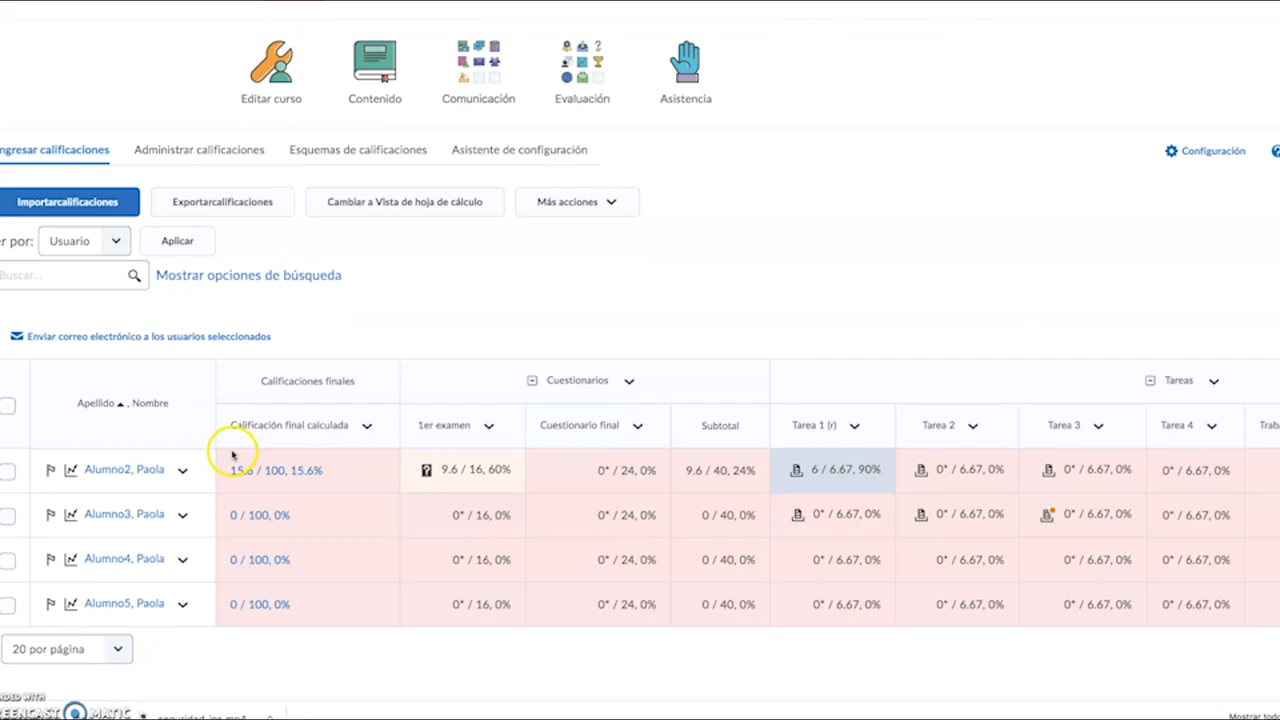 Editar curso Contenido Comunicación Evaluación Asistencia
ngresar calificaciones Administrar calificaciones Esquemas de calificaciones Asistente de configuración Configuración
Importarcalificaciones Exportarcalificaciones Cambiar a Vista de hoja de cálculo Más acciones
er por: Usuario Aplicar
Buscar... Mostrar opciones de búsqueda
Enviar correo electrónico a los usuarios seleccionados
Calificaciones finales Cuestionarios Tareas
Apellido , Nombre
Calificación final calculada 1er examen Cuestionario final Subtotal Tarea 1 (r) Tarea 2 Tarea 3 Tarea 4 Traba
Alumno2, Paola 15.6 / 100, 15.6% 9.6 / 16, 60% 0* / 24, 0% 9.6 / 40, 24% 6 / 6.67, 90% 0* / 6.67, 0% 0* / 6.67, 0% 0* / 6.67, 0%
Alumno3, Paola 0 / 100, 0% 0* / 16, 0% 0* / 24, 0% 0 / 40, 0% 0* / 6.67, 0% 0* / 6.67, 0% 0* / 6.67, 0% 0* / 6.67, 0%
Alumno4, Paola 0 / 100, 0% 0* / 16, 0% 0* / 24, 0% 0 / 40, 0% 0* / 6.67, 0% 0* / 6.67, 0% 0* / 6.67, 0% 0* / 6.67, 0%
Alumno5, Paola 0 / 100, 0% 0* / 16, 0% 0* / 24, 0% 0 / 40, 0% 0* / 6.67, 0% 0* / 6.67, 0% 0* / 6.67, 0% 0* / 6.67, 0%
20 por página
RDED WITH
REENCAST MATIC
Mostrar todo